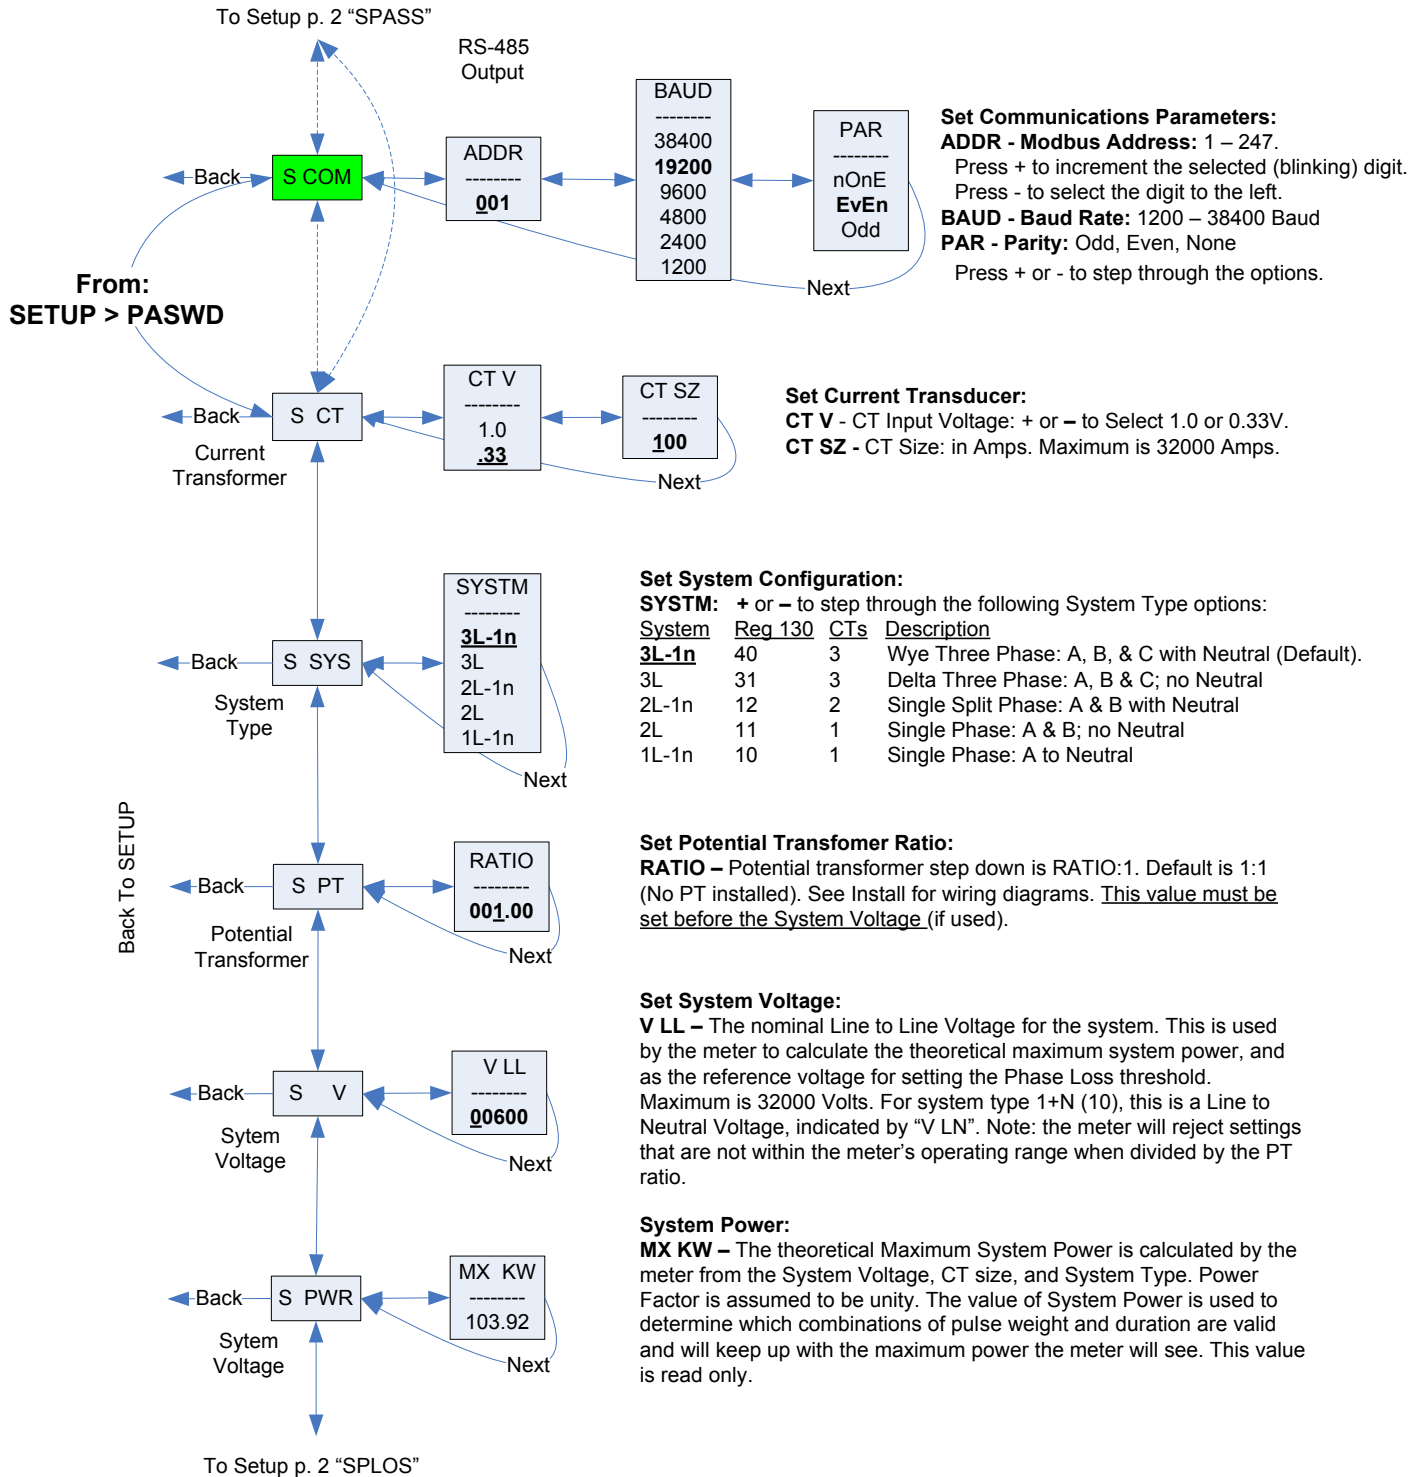 To Setup p. 2 “SPASS”
RS-485
Output
Back
S COM
ADDR
--------
001
BAUD
--------
38400
19200
9600
4800
2400
1200
PAR
--------
nOnE
EvEn
Odd
Next
Set Communications Parameters:
ADDR - Modbus Address: 1 – 247.
Press + to increment the selected (blinking) digit.
Press - to select the digit to the left.
BAUD - Baud Rate: 1200 – 38400 Baud
PAR - Parity: Odd, Even, None
Press + or - to step through the options.
From:
SETUP > PASWD
Back
S CT
Current
Transformer
CT V
--------
1.0
.33
CT SZ
--------
100
Next
Set Current Transducer:
CT V - CT Input Voltage: + or – to Select 1.0 or 0.33V.
CT SZ - CT Size: in Amps. Maximum is 32000 Amps.
Back
S SYS
System
Type
SYSTM
--------
3L-1n
3L
2L-1n
2L
1L-1n
Next
Set System Configuration:
SYSTM: + or – to step through the following System Type options:
System Reg 130 CTs Description
3L-1n 40 3 Wye Three Phase: A, B, & C with Neutral (Default).
3L 31 3 Delta Three Phase: A, B & C; no Neutral
2L-1n 12 2 Single Split Phase: A & B with Neutral
2L 11 1 Single Phase: A & B; no Neutral
1L-1n 10 1 Single Phase: A to Neutral
Back To SETUP
Back
S PT
Potential
Transformer
RATIO
--------
001.00
Next
Set Potential Transfomer Ratio:
RATIO – Potential transformer step down is RATIO:1. Default is 1:1
(No PT installed). See Install for wiring diagrams. This value must be
set before the System Voltage (if used).
Back
S V
Sytem
Voltage
V LL
--------
00600
Next
Set System Voltage:
V LL – The nominal Line to Line Voltage for the system. This is used
by the meter to calculate the theoretical maximum system power, and
as the reference voltage for setting the Phase Loss threshold.
Maximum is 32000 Volts. For system type 1+N (10), this is a Line to
Neutral Voltage, indicated by “V LN”. Note: the meter will reject settings
that are not within the meter’s operating range when divided by the PT
ratio.
Back
S PWR
Sytem
Voltage
MX KW
--------
103.92
Next
System Power:
MX KW – The theoretical Maximum System Power is calculated by the
meter from the System Voltage, CT size, and System Type. Power
Factor is assumed to be unity. The value of System Power is used to
determine which combinations of pulse weight and duration are valid
and will keep up with the maximum power the meter will see. This value
is read only.
To Setup p. 2 “SPLOS”